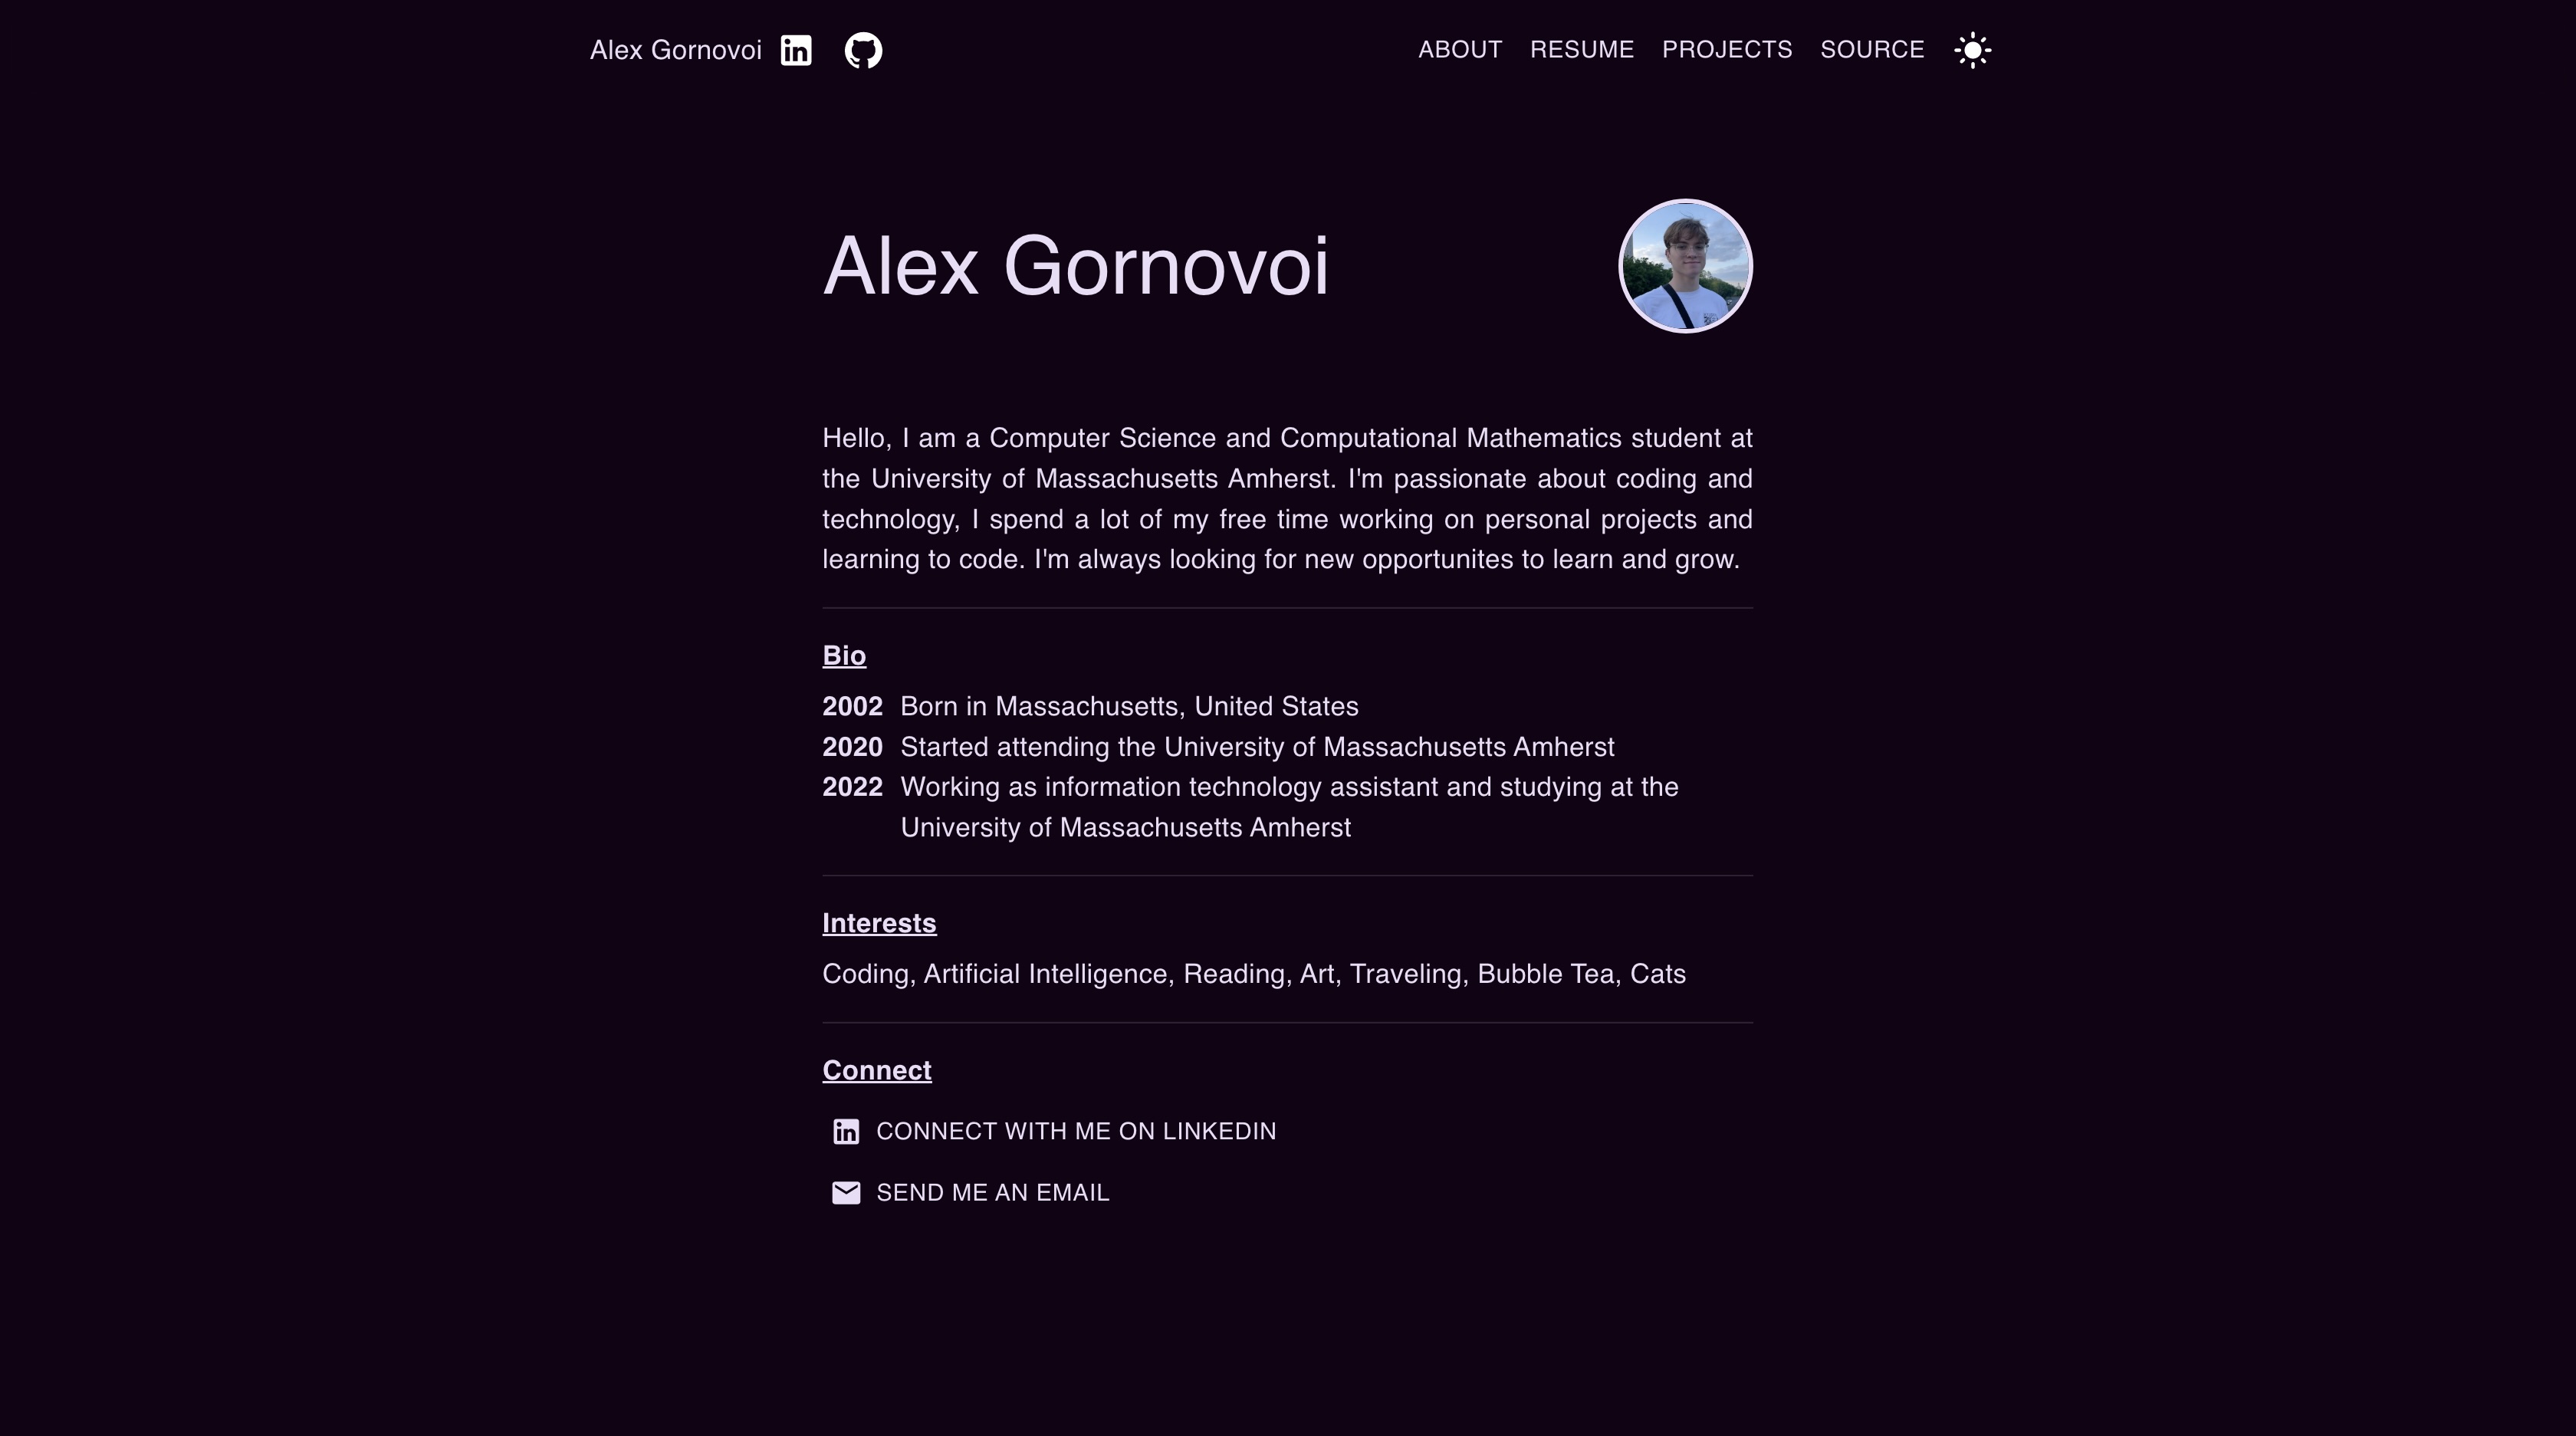 Alex Gornovoi
ABOUT RESUME PROJECTS SOURCE
Alex Gornovoi
Hello, I am a Computer Science and Computational Mathematics student at
the University of Massachusetts Amherst. I'm passionate about coding and
technology, I spend a lot of my free time working on personal projects and
learning to code. I'm always looking for new opportunites to learn and grow.
Bio
2002 Born in Massachusetts, United States
2020 Started attending the University of Massachusetts Amherst
2022 Working as information technology assistant and studying at the
University of Massachusetts Amherst
Interests
Coding, Artificial Intelligence, Reading, Art, Traveling, Bubble Tea, Cats
Connect
in CONNECT WITH ME ON LINKEDIN
SEND ME AN EMAIL